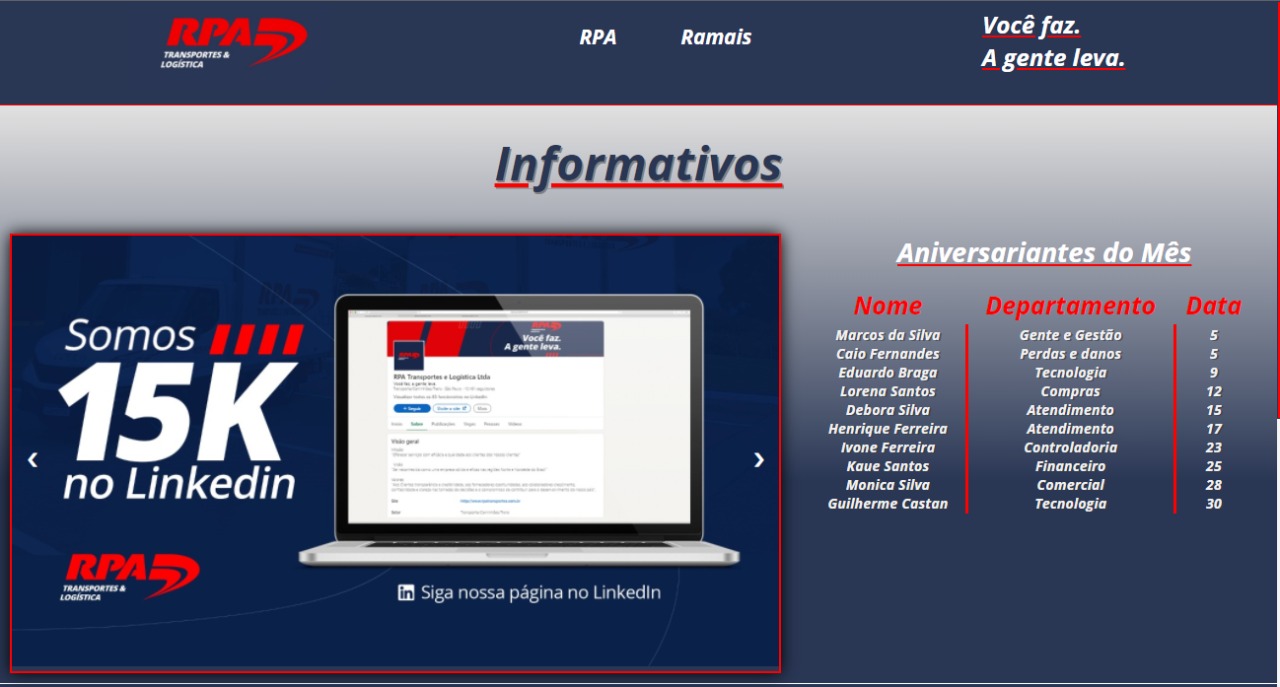 RPA
TRANSPORTES &
LOGÍSTICA
RPA
Ramais
Você faz.
A gente leva.
Informativos
Somos
15K
no Linkedin
RPA
TRANSPORTES &
LOGÍSTICA
Você faz.
A gente leva.
RPA Transportes e Logística Ltda
+ Seguir
Visão geral
Siga nossa página no LinkedIn
Aniversariantes do Mês
Nome Departamento Data
Marcos da Silva Gente e Gestão 5
Caio Fernandes Perdas e danos 5
Eduardo Braga Tecnologia 9
Lorena Santos Compras 12
Debora Silva Atendimento 15
Henrique Ferreira Atendimento 17
Ivone Ferreira Controladoria 23
Kaue Santos Financeiro 25
Monica Silva Comercial 28
Guilherme Castan Tecnologia 30